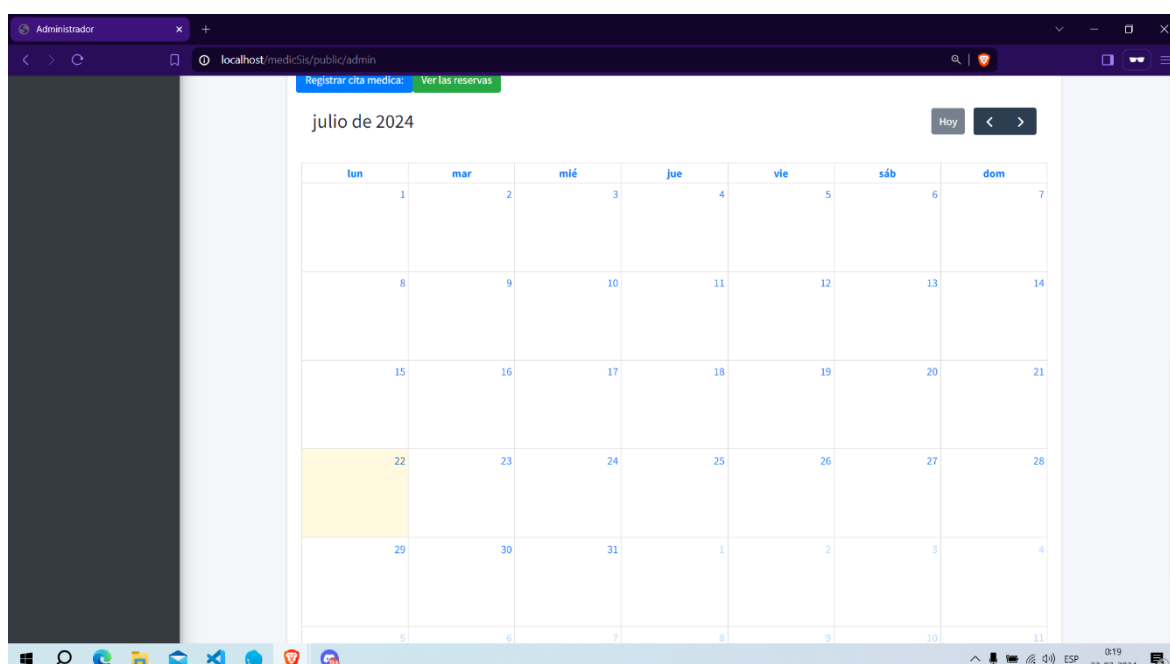 Administrador
localhost/medicSis/public/admin
Registrar cita medica: Ver las reservas
julio de 2024
Hoy
lun mar mié jue vie sáb dom
1 2 3 4 5 6 7
8 9 10 11 12 13 14
15 16 17 18 19 20 21
22 23 24 25 26 27 28
29 30 31 1 2 3 4
5 6 7 8 9 10 11
0:19
ESP